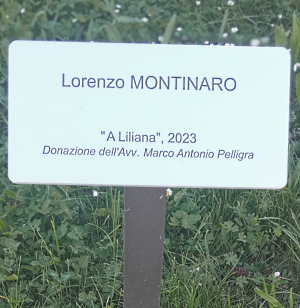 Lorenzo MONTINARO
"A Liliana", 2023
Donazione dell'Avv. Marco Antonio Pelligra